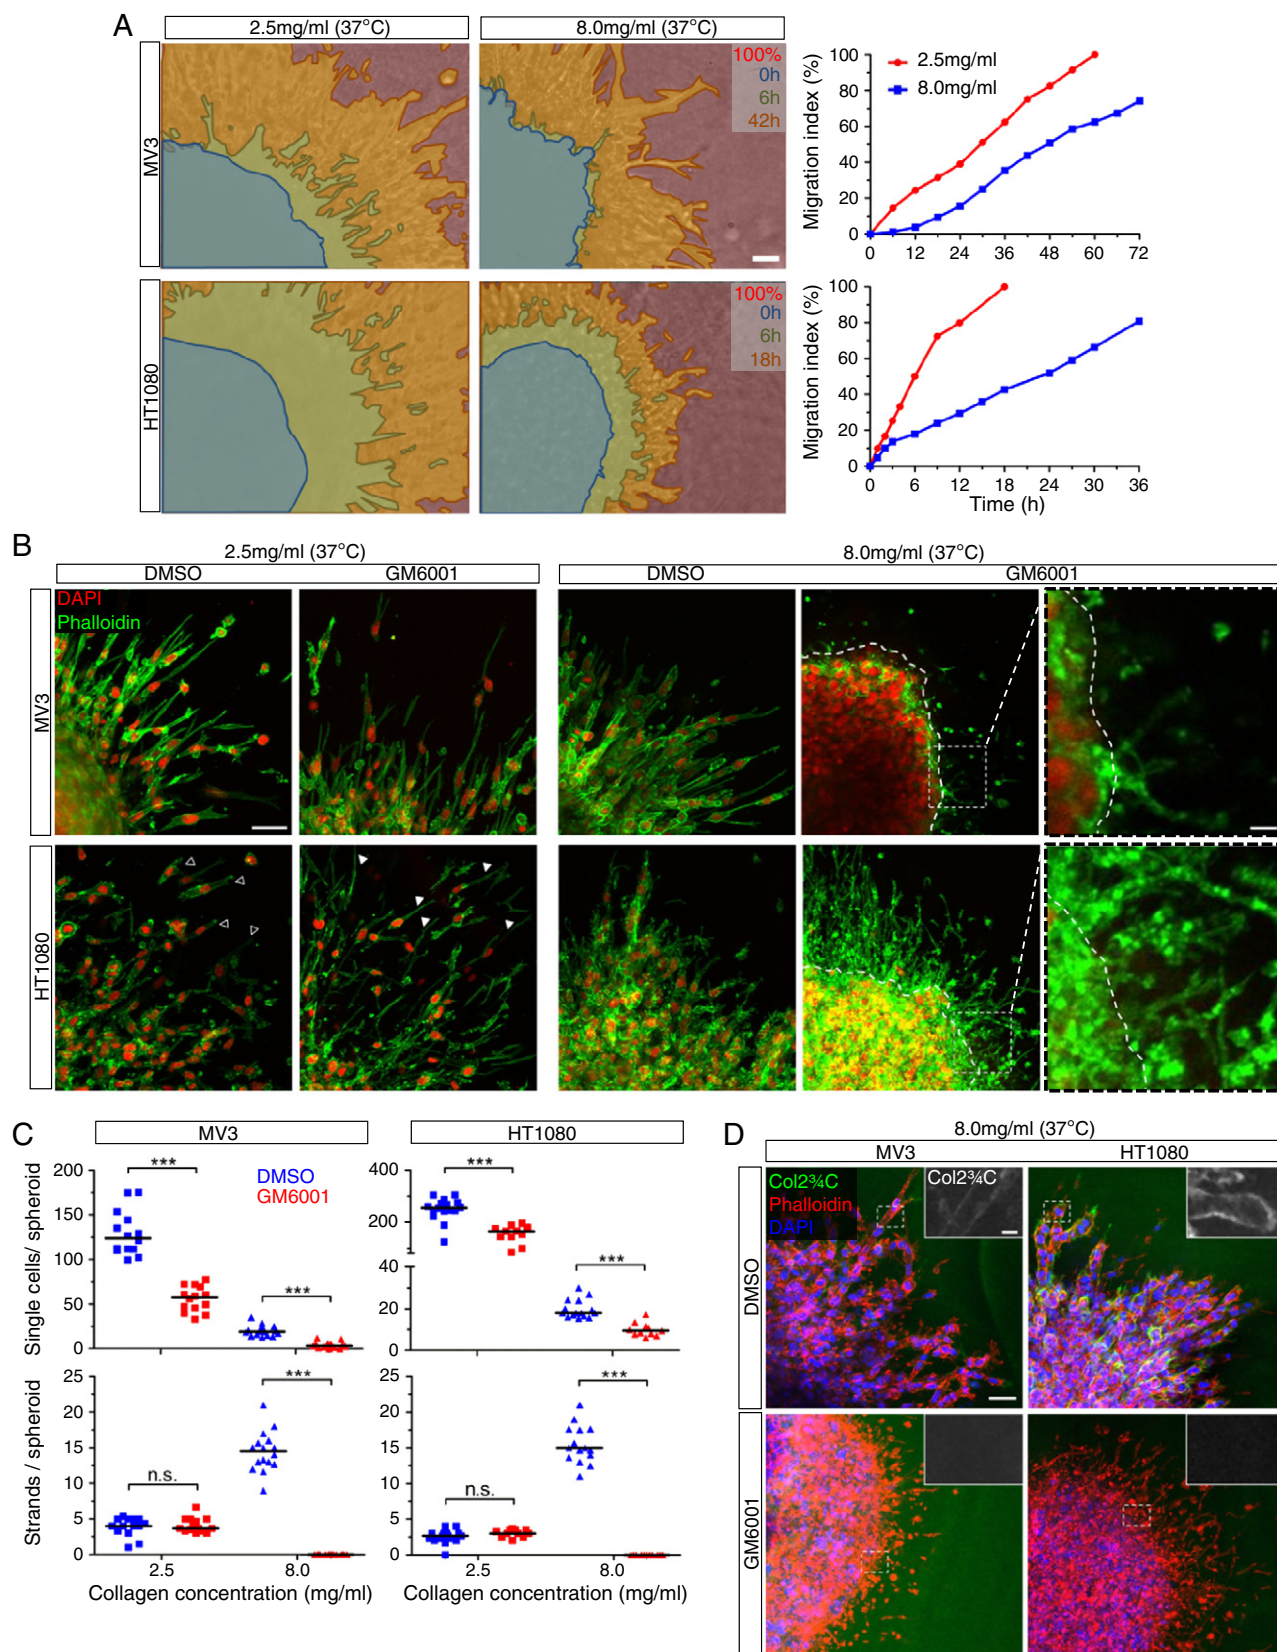 A
2.5mg/ml (37°C)
8.0mg/ml (37°C)
MV3
100%
0h
6h
42h
HT1080
100%
0h
6h
18h
Migration index (%)
100
80
60
40
20
0
2.5mg/ml
8.0mg/ml
0 12 24 36 48 60 72
Migration index (%)
100
80
60
40
20
0
0 6 12 18 24 30 36
Time (h)
B
2.5mg/ml (37°C)
8.0mg/ml (37°C)
DMSO
GM6001
DMSO
GM6001
MV3
DAPI
Phalloidin
HT1080
C
MV3
HT1080
Single cells/ spheroid
200
150
100
50
0
***
DMSO
GM6001
***
400
200
40
20
0
***
***
Strands / spheroid
25
20
15
10
5
0
n.s.
***
2.5 8.0
Collagen concentration (mg/ml)
25
20
15
10
5
0
n.s.
***
2.5 8.0
Collagen concentration (mg/ml)
D
8.0mg/ml (37°C)
MV3
HT1080
DMSO
Col2¾C
Phalloidin
DAPI
Col2¾C
GM6001